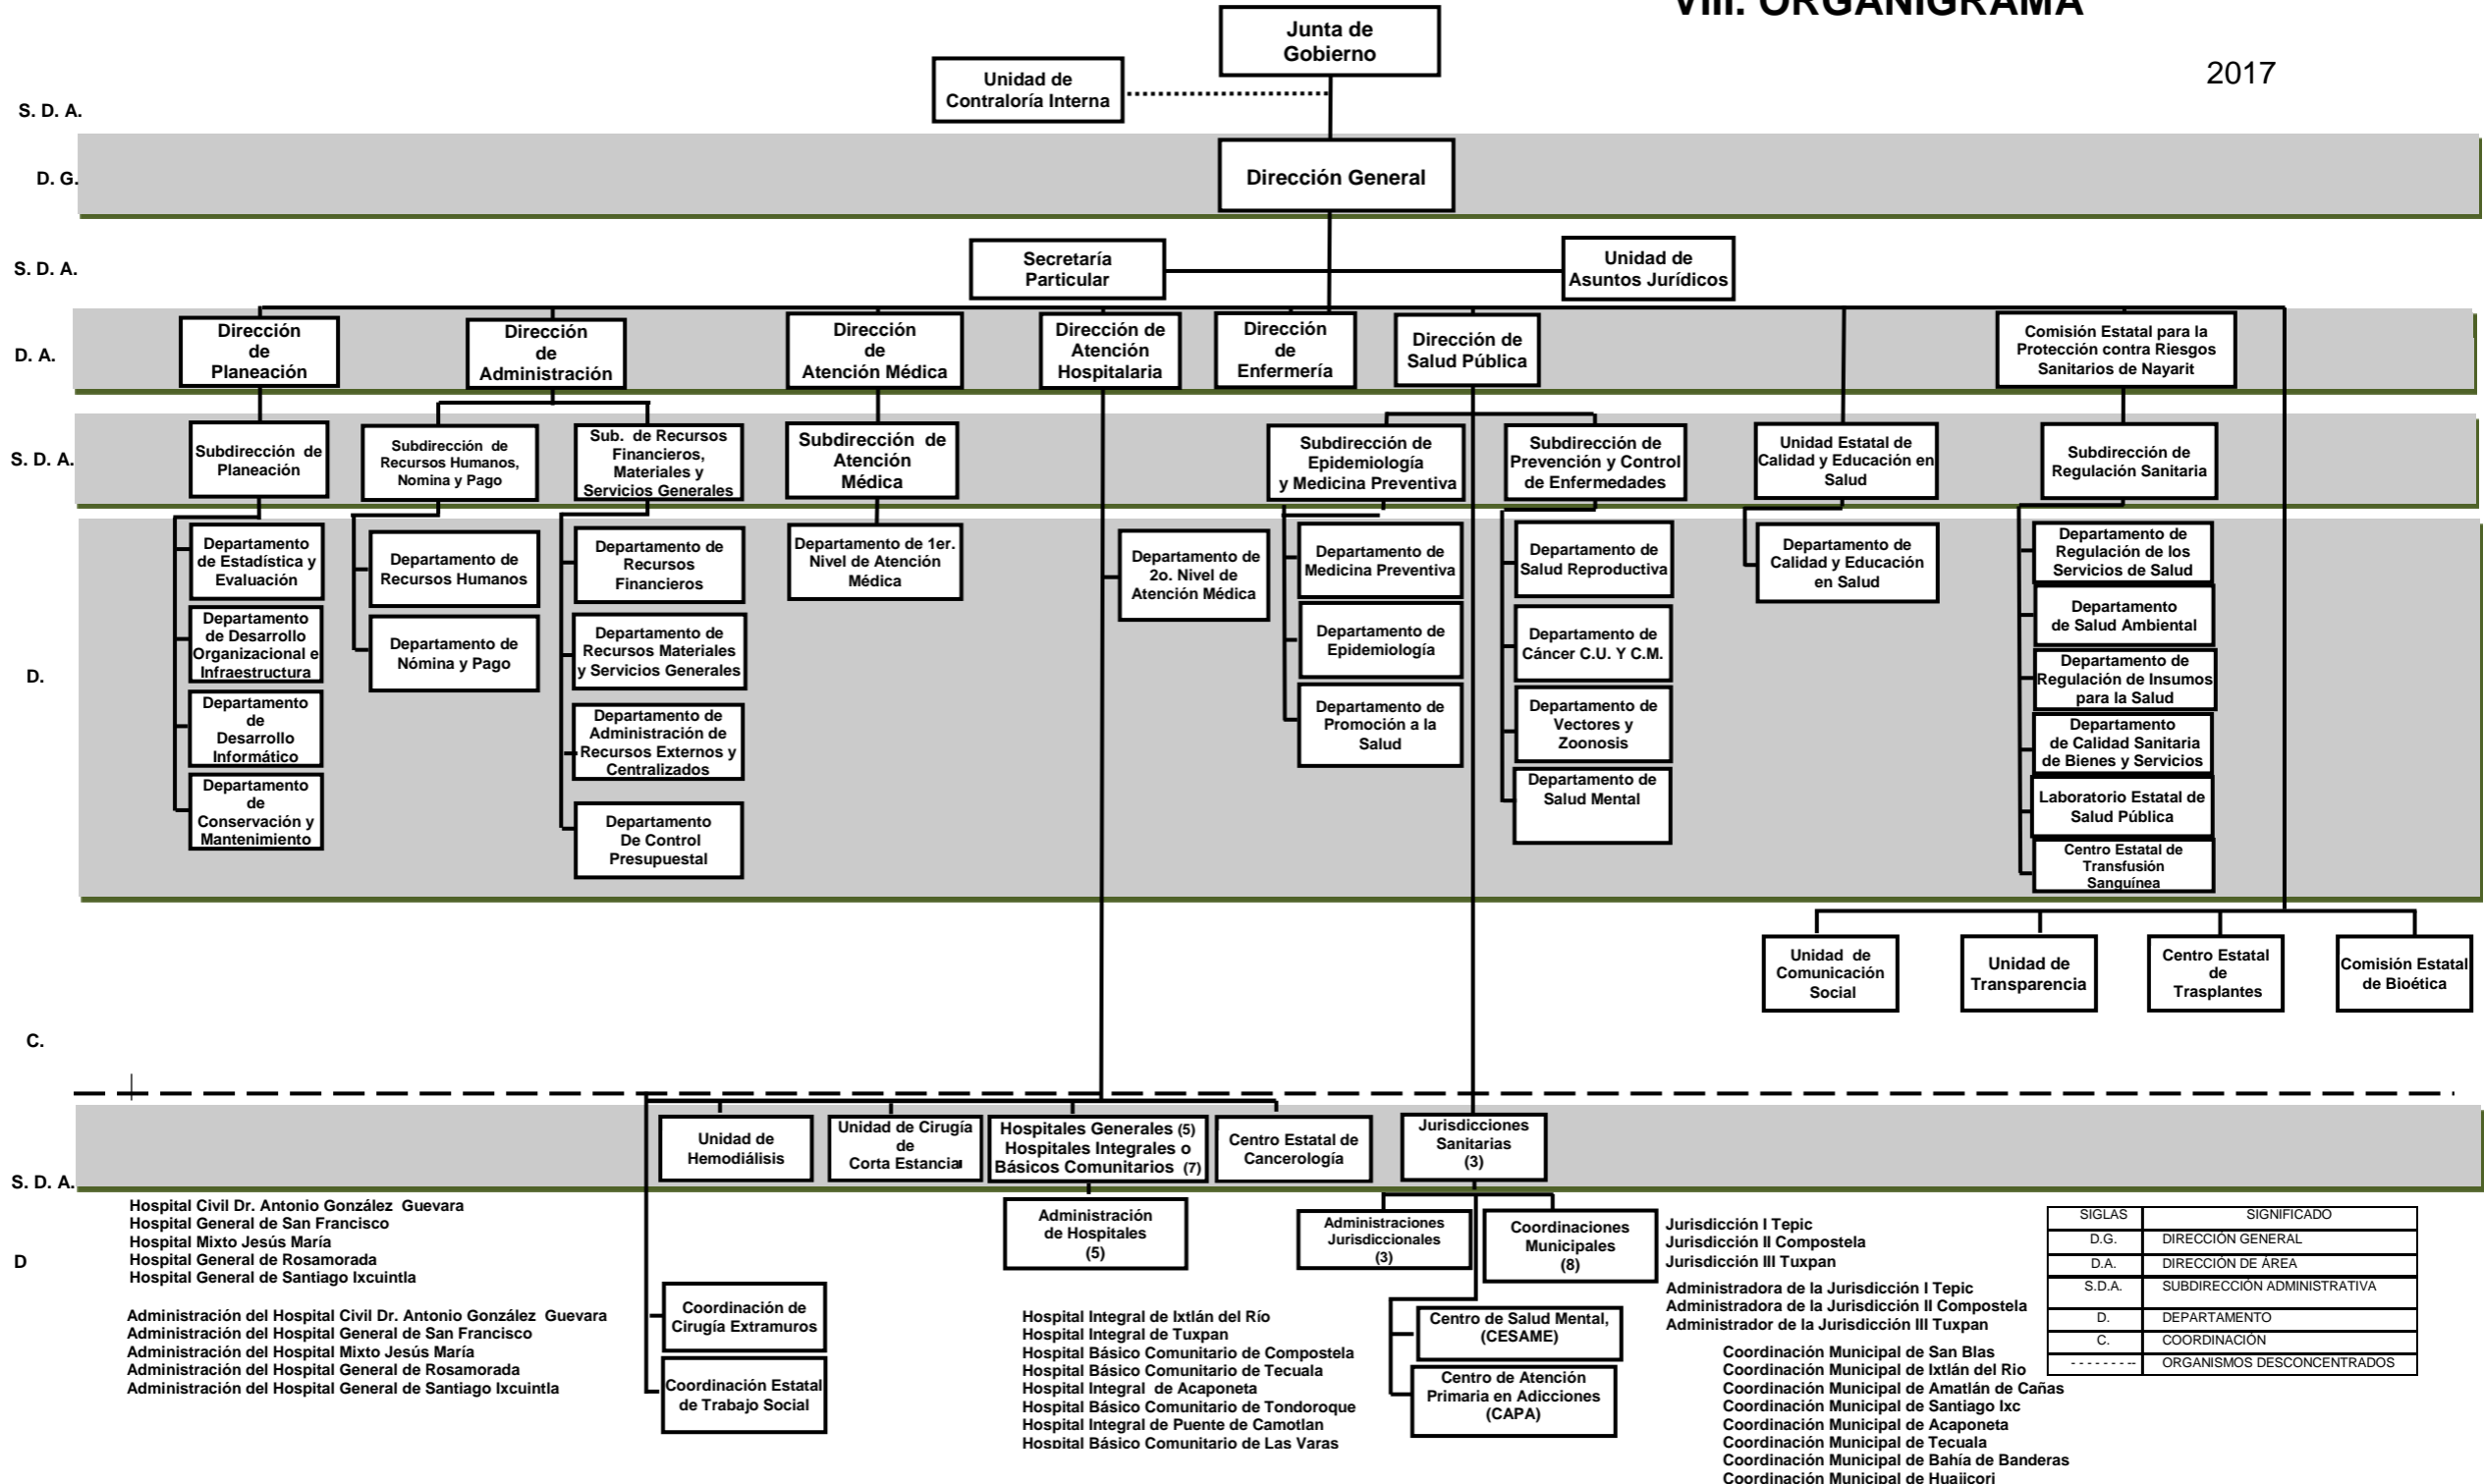 VIII. ORGANIGRAMA
2017
Junta de
Gobierno
Unidad de
Contraloría Interna
S. D. A.
D. G.
Dirección General
S. D. A.
Secretaría
Particular
Unidad de
Asuntos Jurídicos
D. A.
Dirección
de
Planeación
Dirección
de
Administración
Dirección
de
Atención Médica
Dirección de
Atención
Hospitalaria
Dirección
de
Enfermería
Dirección de
Salud Pública
Comisión Estatal para la
Protección contra Riesgos
Sanitarios de Nayarit
S. D. A.
Subdirección de
Planeación
Subdirección de
Recursos Humanos,
Nomina y Pago
Sub. de Recursos
Financieros,
Materiales y
Servicios Generales
Subdirección de
Atención
Médica
Subdirección de
Epidemiología
y Medicina Preventiva
Subdirección de
Prevención y Control
de Enfermedades
Unidad Estatal de
Calidad y Educación en
Salud
Subdirección de
Regulación Sanitaria
D.
Departamento
de Estadística y
Evaluación
Departamento
de Desarrollo
Organizacional e
Infraestructura
Departamento
de
Desarrollo
Informático
Departamento
de
Conservación y
Mantenimiento
Departamento de
Recursos Humanos
Departamento de
Nómina y Pago
Departamento de
Recursos
Financieros
Departamento de
Recursos Materiales
y Servicios Generales
Departamento de
Administración de
Recursos Externos y
Centralizados
Departamento
De Control
Presupuestal
Departamento de 1er.
Nivel de Atención
Médica
Departamento de
2o. Nivel de
Atención Médica
Departamento de
Medicina Preventiva
Departamento de
Epidemiología
Departamento de
Promoción a la
Salud
Departamento de
Salud Reproductiva
Departamento de
Cáncer C.U. Y C.M.
Departamento de
Vectores y
Zoonosis
Departamento de
Salud Mental
Departamento de
Calidad y Educación
en Salud
Departamento de
Regulación de los
Servicios de Salud
Departamento
de Salud Ambiental
Departamento de
Regulación de Insumos
para la Salud
Departamento
de Calidad Sanitaria
de Bienes y Servicios
Laboratorio Estatal de
Salud Pública
Centro Estatal de
Transfusión
Sanguínea
Unidad de
Comunicación
Social
Unidad de
Transparencia
Centro Estatal
de
Trasplantes
Comisión Estatal
de Bioética
C.
S. D. A.
Unidad de
Hemodiálisis
Unidad de Cirugía
de
Corta Estancia
Hospitales Generales (5)
Hospitales Integrales o
Básicos Comunitarios (7)
Centro Estatal de
Cancerología
Jurisdicciones
Sanitarias
(3)
D
Hospital Civil Dr. Antonio González Guevara
Hospital General de San Francisco
Hospital Mixto Jesús María
Hospital General de Rosamorada
Hospital General de Santiago Ixcuintla
Administración del Hospital Civil Dr. Antonio González Guevara
Administración del Hospital General de San Francisco
Administración del Hospital Mixto Jesús María
Administración del Hospital General de Rosamorada
Administración del Hospital General de Santiago Ixcuintla
Coordinación de
Cirugía Extramuros
Coordinación Estatal
de Trabajo Social
Administración
de Hospitales
(5)
Hospital Integral de Ixtlán del Río
Hospital Integral de Tuxpan
Hospital Básico Comunitario de Compostela
Hospital Básico Comunitario de Tecuala
Hospital Integral de Acaponeta
Hospital Básico Comunitario de Tondoroque
Hospital Integral de Puente de Camotlan
Hospital Básico Comunitario de Las Varas
Administraciones
Jurisdiccionales
(3)
Coordinaciones
Municipales
(8)
Centro de Salud Mental,
(CESAME)
Centro de Atención
Primaria en Adicciones
(CAPA)
Jurisdicción I Tepic
Jurisdicción II Compostela
Jurisdicción III Tuxpan
Administradora de la Jurisdicción I Tepic
Administradora de la Jurisdicción II Compostela
Administrador de la Jurisdicción III Tuxpan
Coordinación Municipal de San Blas
Coordinación Municipal de Ixtlán del Rio
Coordinación Municipal de Amatlán de Cañas
Coordinación Municipal de Santiago Ixc
Coordinación Municipal de Acaponeta
Coordinación Municipal de Tecuala
Coordinación Municipal de Bahía de Banderas
Coordinación Municipal de Huajicori
SIGLAS SIGNIFICADO
D.G. DIRECCIÓN GENERAL
D.A. DIRECCIÓN DE ÁREA
S.D.A. SUBDIRECCIÓN ADMINISTRATIVA
D. DEPARTAMENTO
C. COORDINACIÓN
- - - - - - - -- ORGANISMOS DESCONCENTRADOS